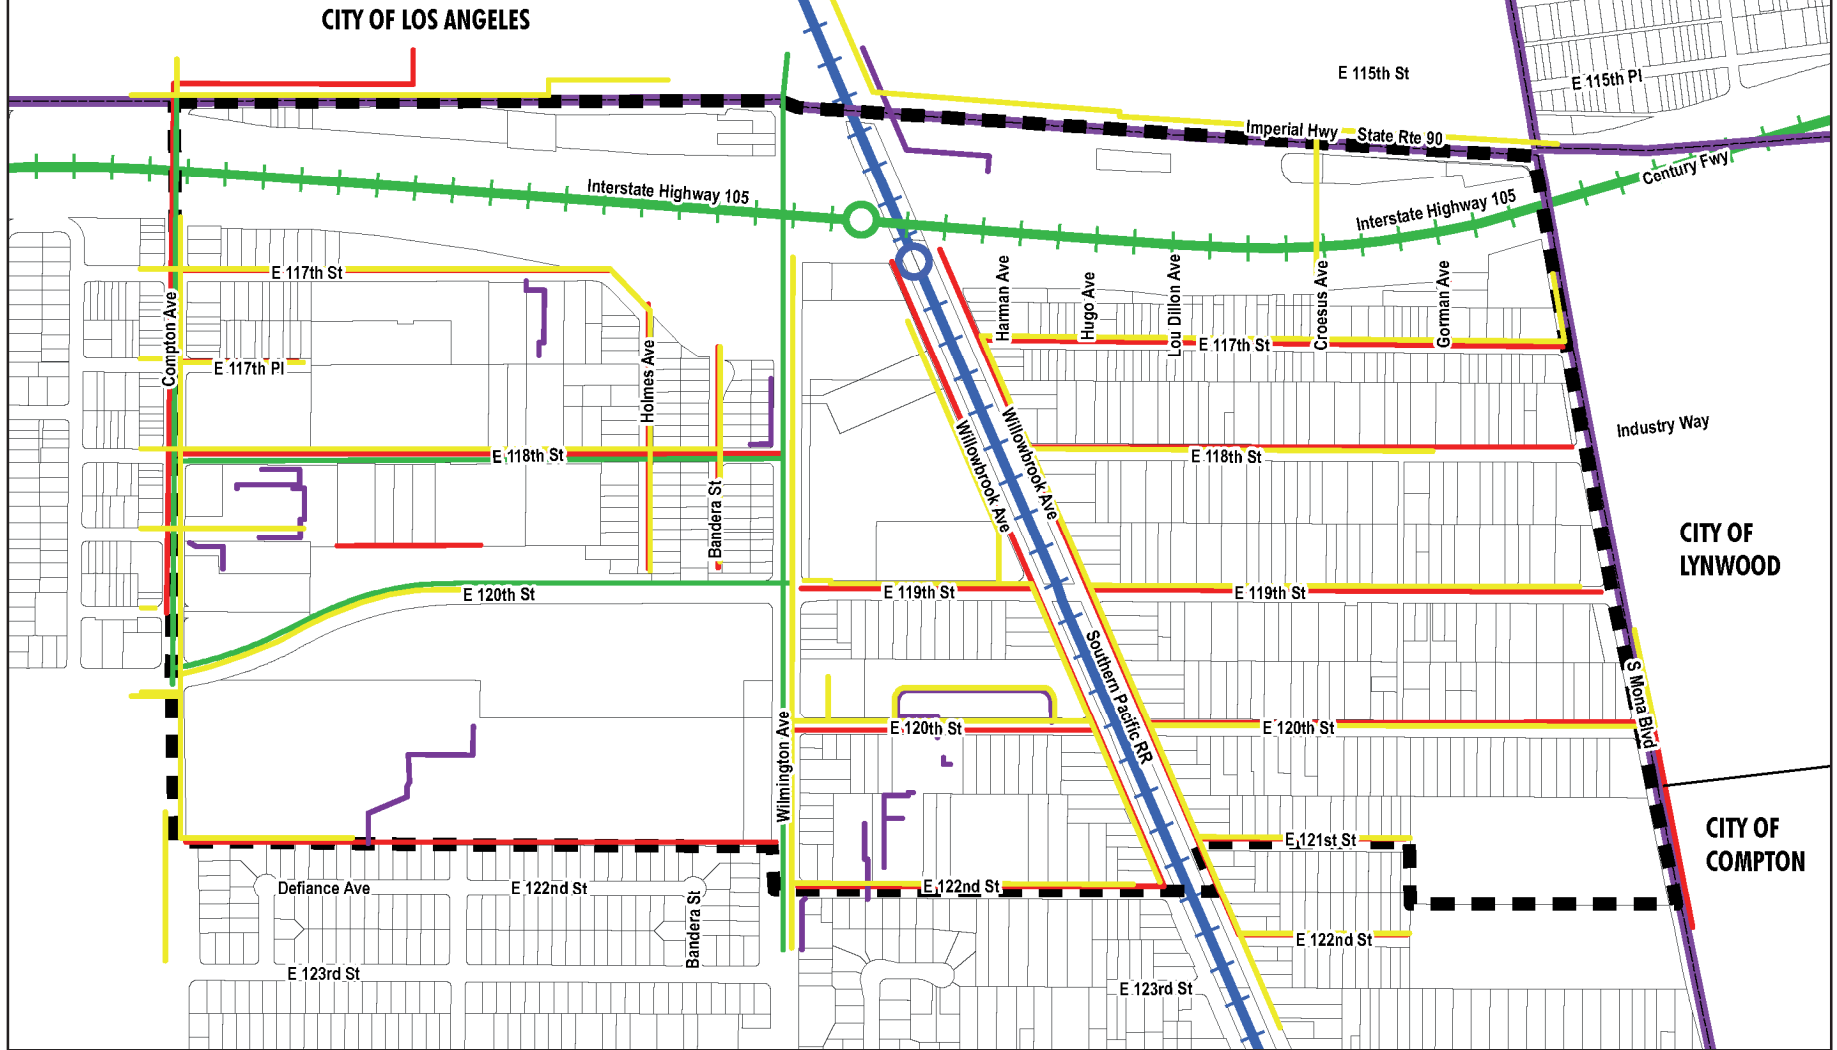 CITY OF LOS ANGELES
E 115th St
E 115th Pl
Imperial Hwy
State Rte 90
Century Fwy
Interstate Highway 105
Interstate Highway 105
E 117th St
Compton Ave
E 117th Pl
Holmes Ave
Harman Ave
Hugo Ave
Lou Dillon Ave
Croesus Ave
Gorman Ave
E 117th St
Industry Way
E 118th St
Bandera St
Willowbrook Ave
Willowbrook Ave
E 118th St
CITY OF
LYNWOOD
E 120th St
E 119th St
E 119th St
Southern Pacific RR
S Mona Blvd
Wilmington Ave
E 120th St
E 120th St
CITY OF
COMPTON
E 121st St
Defiance Ave
E 122nd St
Bandera St
E 122nd St
E 122nd St
E 123rd St
E 123rd St